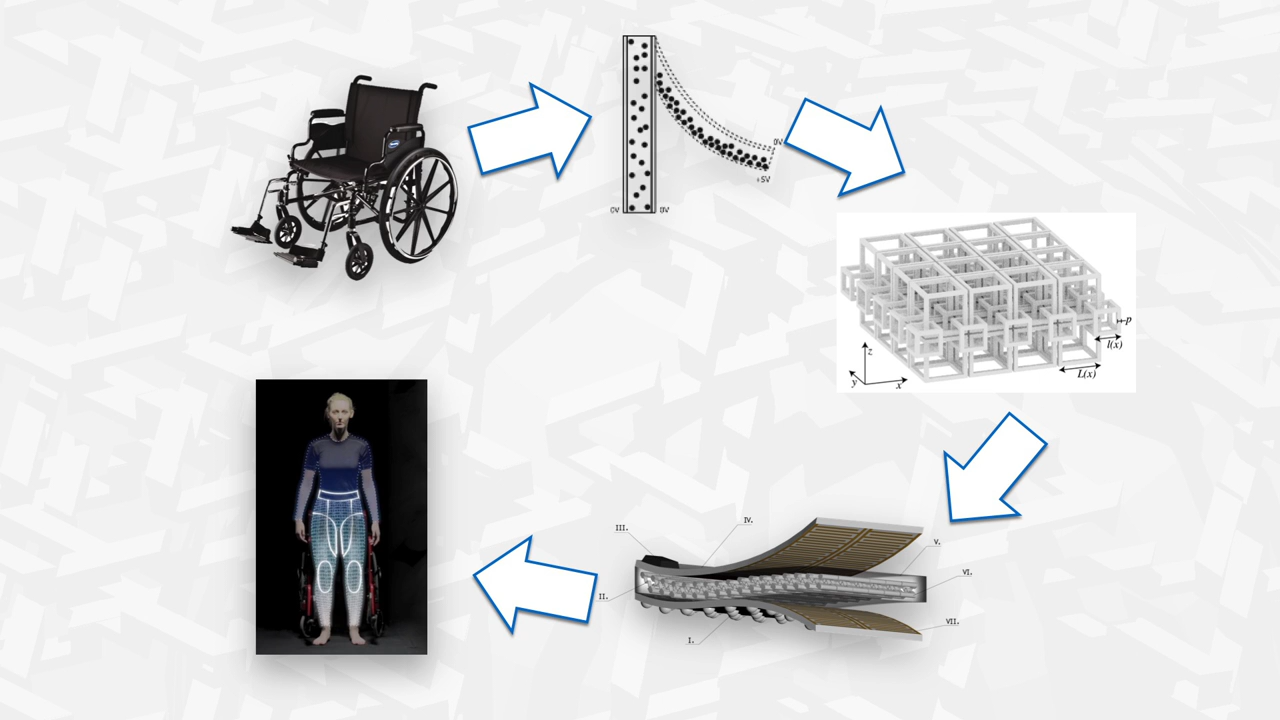 0V
+5V
0V
0V
p
l(x)
L(x)
z
y
x
III.
IV.
V.
VI.
II.
VII.
I.